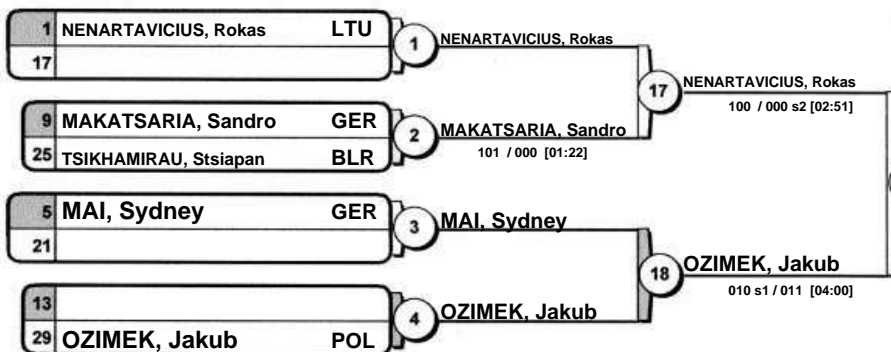 1 NENARTAVICIUS, Rokas LTU
17
1
NENARTAVICIUS, Rokas
9 MAKATSARIA, Sandro GER
25 TSIKHAMIRAU, Stsiapan BLR
2
MAKATSARIA, Sandro
101 / 000 [01:22]
17
NENARTAVICIUS, Rokas
100 / 000 s2 [02:51]
5 MAI, Sydney GER
21
3
MAI, Sydney
13
29 OZIMEK, Jakub POL
4
OZIMEK, Jakub
18
OZIMEK, Jakub
010 s1 / 011 [04:00]